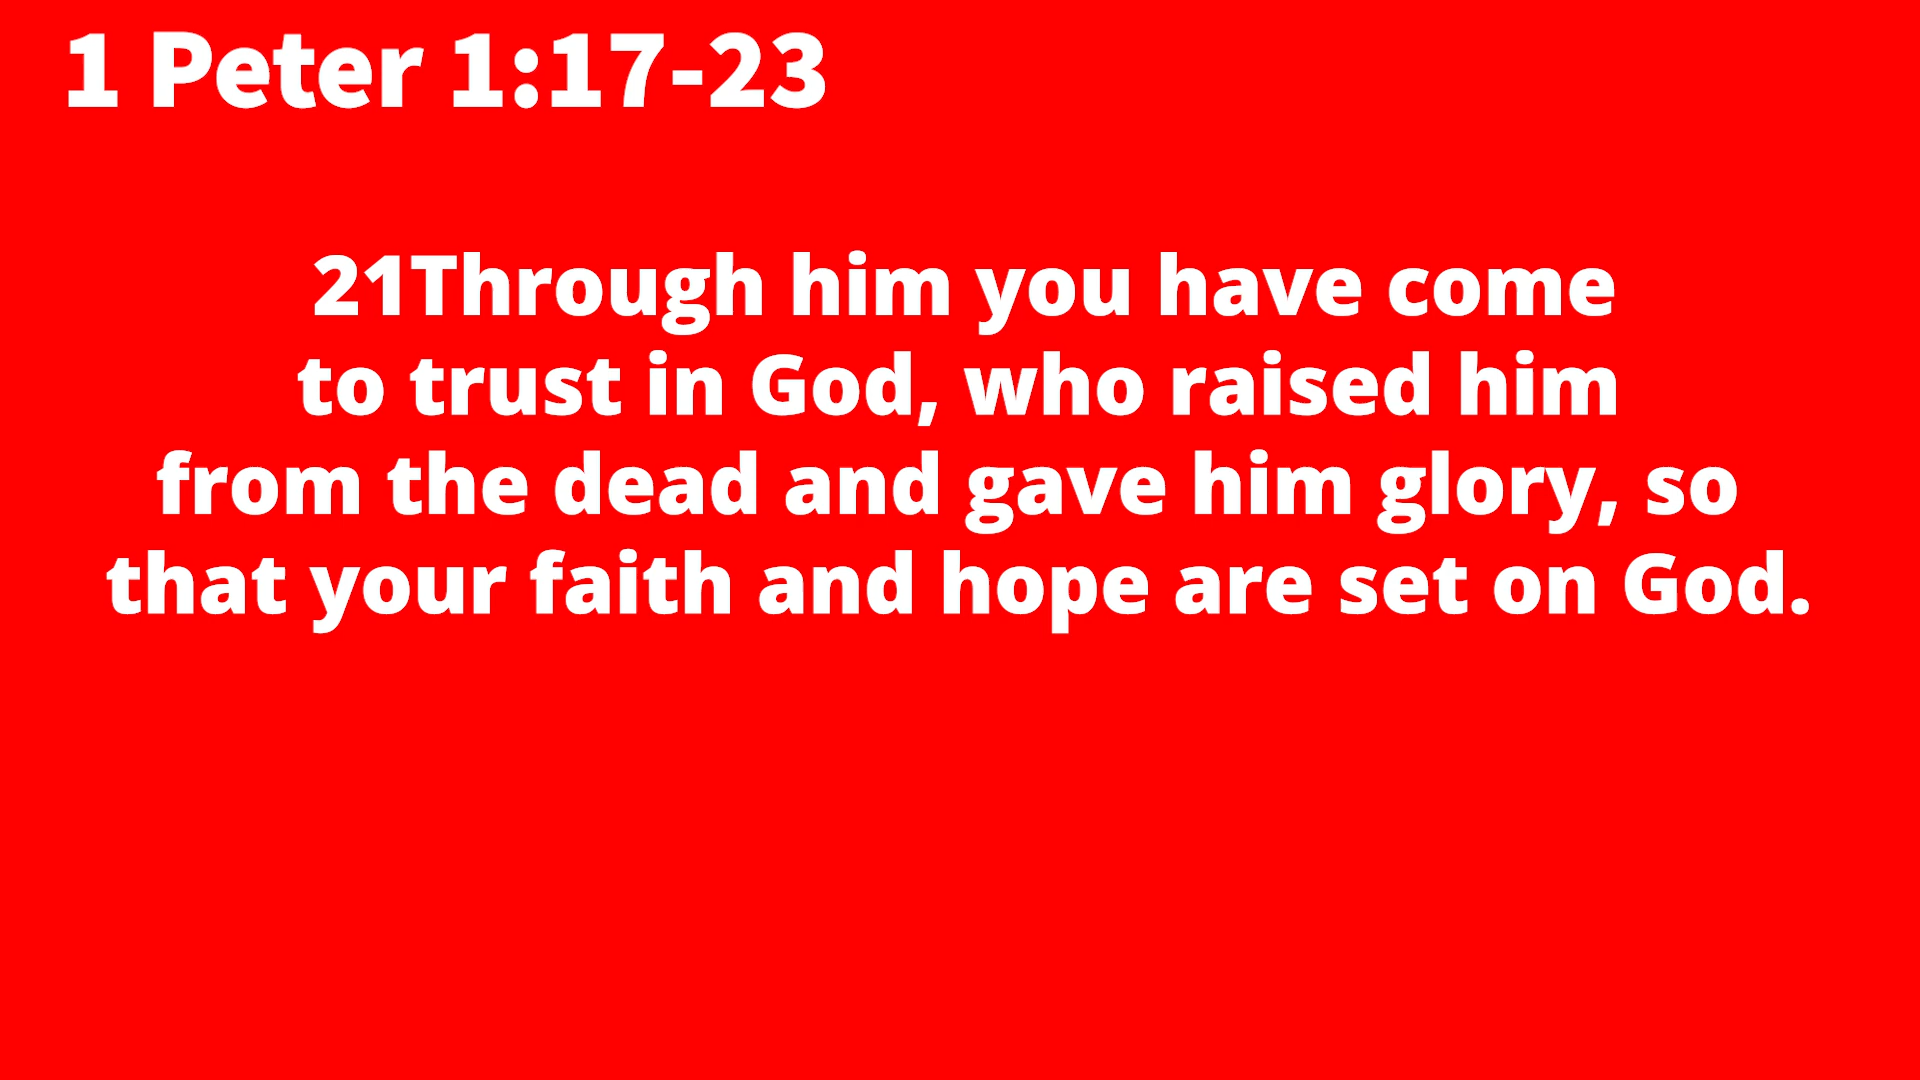 1 Peter 1:17-23
21Through him you have come
to trust in God, who raised him
from the dead and gave him glory, so
that your faith and hope are set on God.